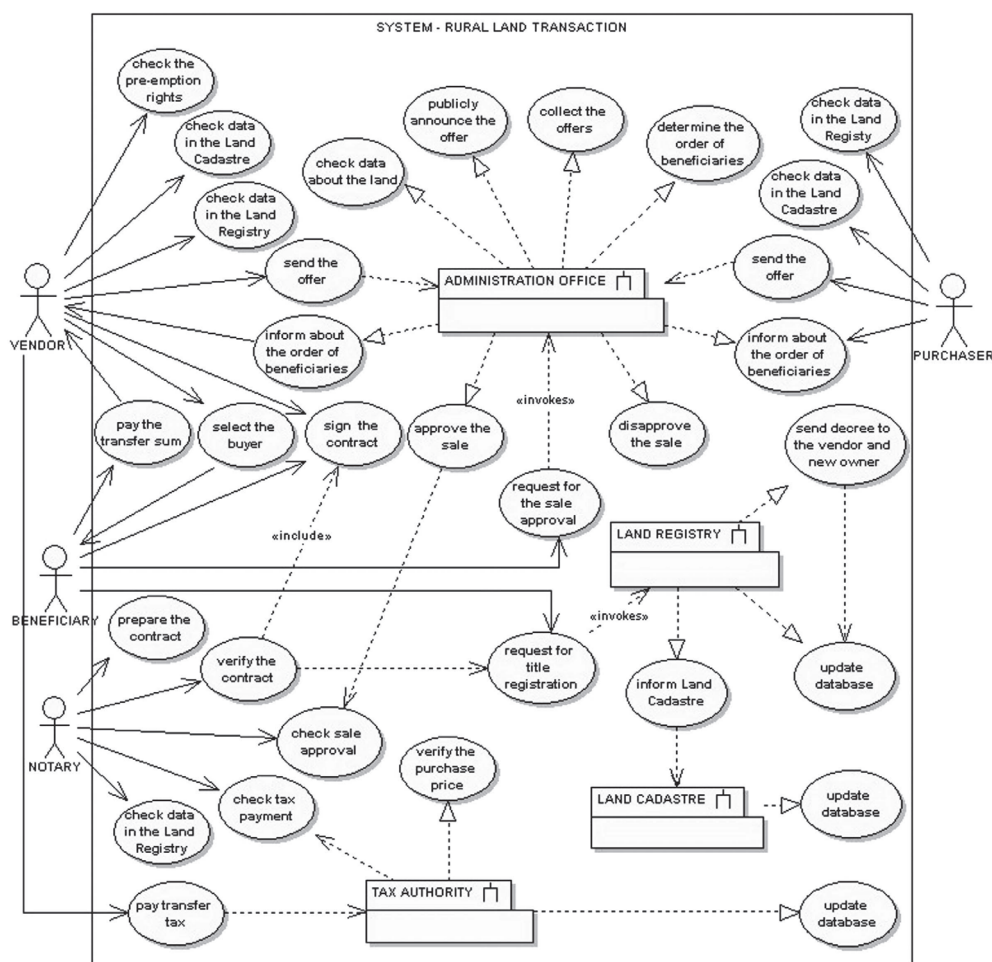 SYSTEM - RURAL LAND TRANSACTION
check the
pre-emption
rights
check data
in the Land
Cadastre
check data
in the Land
Registry
publicly
announce the
offer
collect the
offers
check data
about the land
determine the
order of
beneficiaries
check data
in the Land
Registy
check data
in the Land
Cadastre
send the
offer
ADMINISTRATION OFFICE
send the
offer
VENDOR
PURCHASER
inform about
the order of
beneficiaries
inform about
the order of
beneficiaries
«invokes»
pay the
transfer sum
select the
buyer
sign the
contract
approve the
sale
disapprove
the sale
send decree to
the vendor and
new owner
request for
the sale
approval
«include»
LAND REGISTRY
BENEFICIARY
«invokes»
prepare the
contract
verify the
contract
request for
title
registration
inform Land
Cadastre
update
database
NOTARY
check sale
approval
verify the
purchase
price
check tax
payment
check data
in the Land
Registry
LAND CADASTRE
update
database
TAX AUTHORITY
pay transfer
tax
update
database